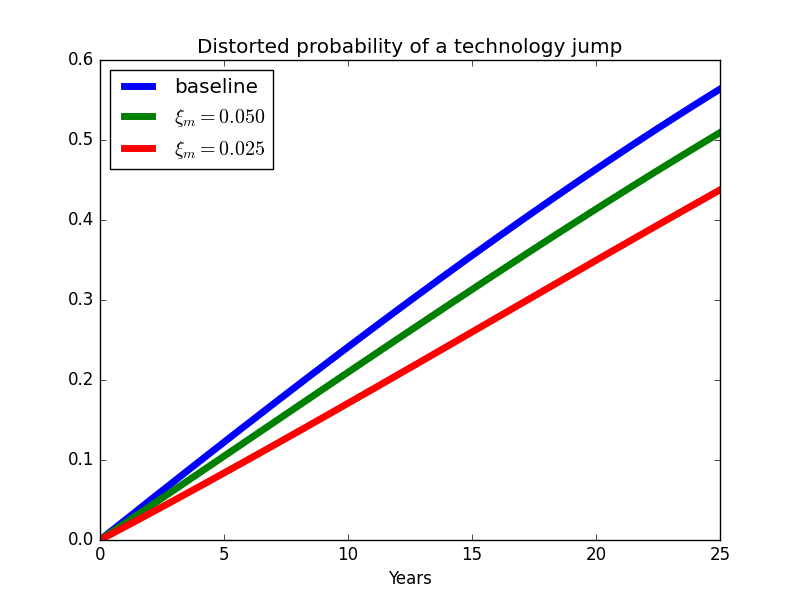 Distorted probability of a technology jump
0.6
0.5
0.4
0.3
0.2
0.1
0.0
baseline
ξm = 0.050
ξm = 0.025
0 5 10 15 20 25
Years